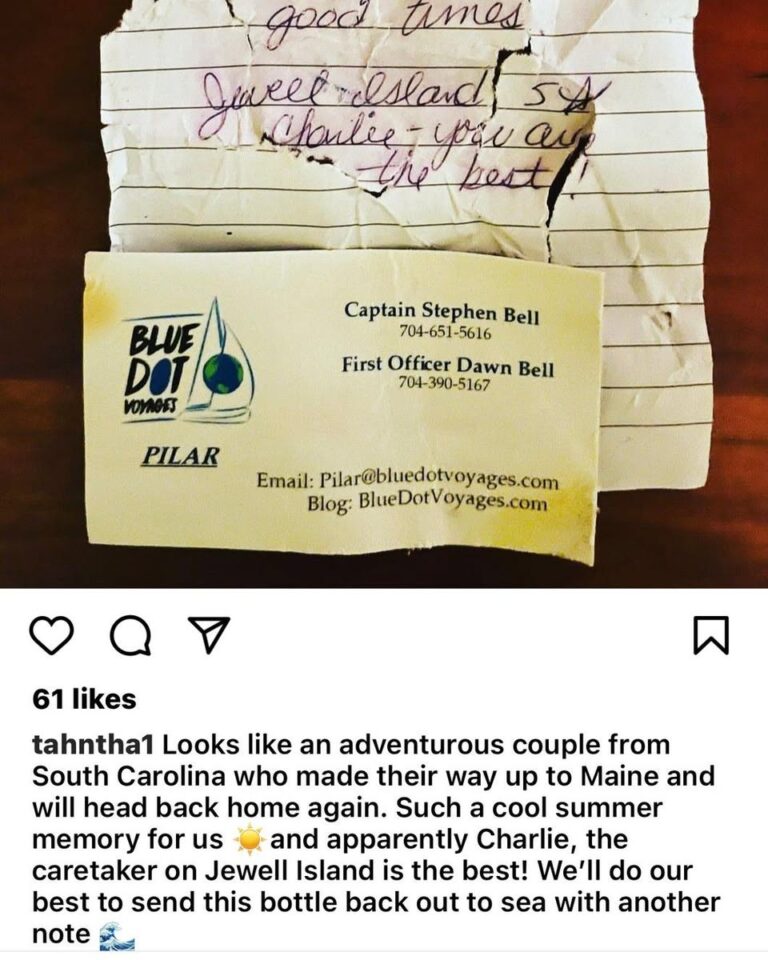 good times
Jewell Island
Charlie - you are
the best!
BLUE
DOT
VOYAGES
PILAR
Captain Stephen Bell
704-651-5616
First Officer Dawn Bell
704-390-5167
Email: Pilar@bluedotvoyages.com
Blog: BlueDotVoyages.com
61 likes
tahntha1 Looks like an adventurous couple from
South Carolina who made their way up to Maine and
will head back home again. Such a cool summer
memory for us ☀️ and apparently Charlie, the
caretaker on Jewell Island is the best! We’ll do our
best to send this bottle back out to sea with another
note 🌊